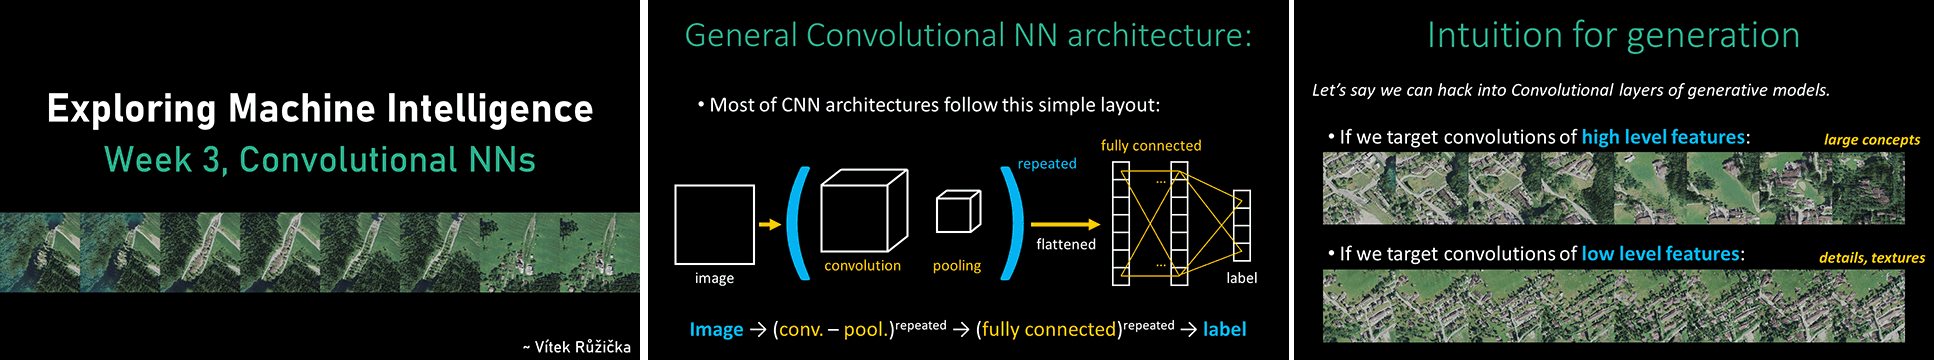 Exploring Machine Intelligence
Week 3, Convolutional NNs
~ Vítek Růžička
General Convolutional NN architecture:
• Most of CNN architectures follow this simple layout:
fully connected
repeated
...
...
flattened
image
convolution
pooling
label
Image → (conv. – pool.)repeated → (fully connected)repeated → label
Intuition for generation
Let's say we can hack into Convolutional layers of generative models.
• If we target convolutions of high level features:
large concepts
• If we target convolutions of low level features:
details, textures